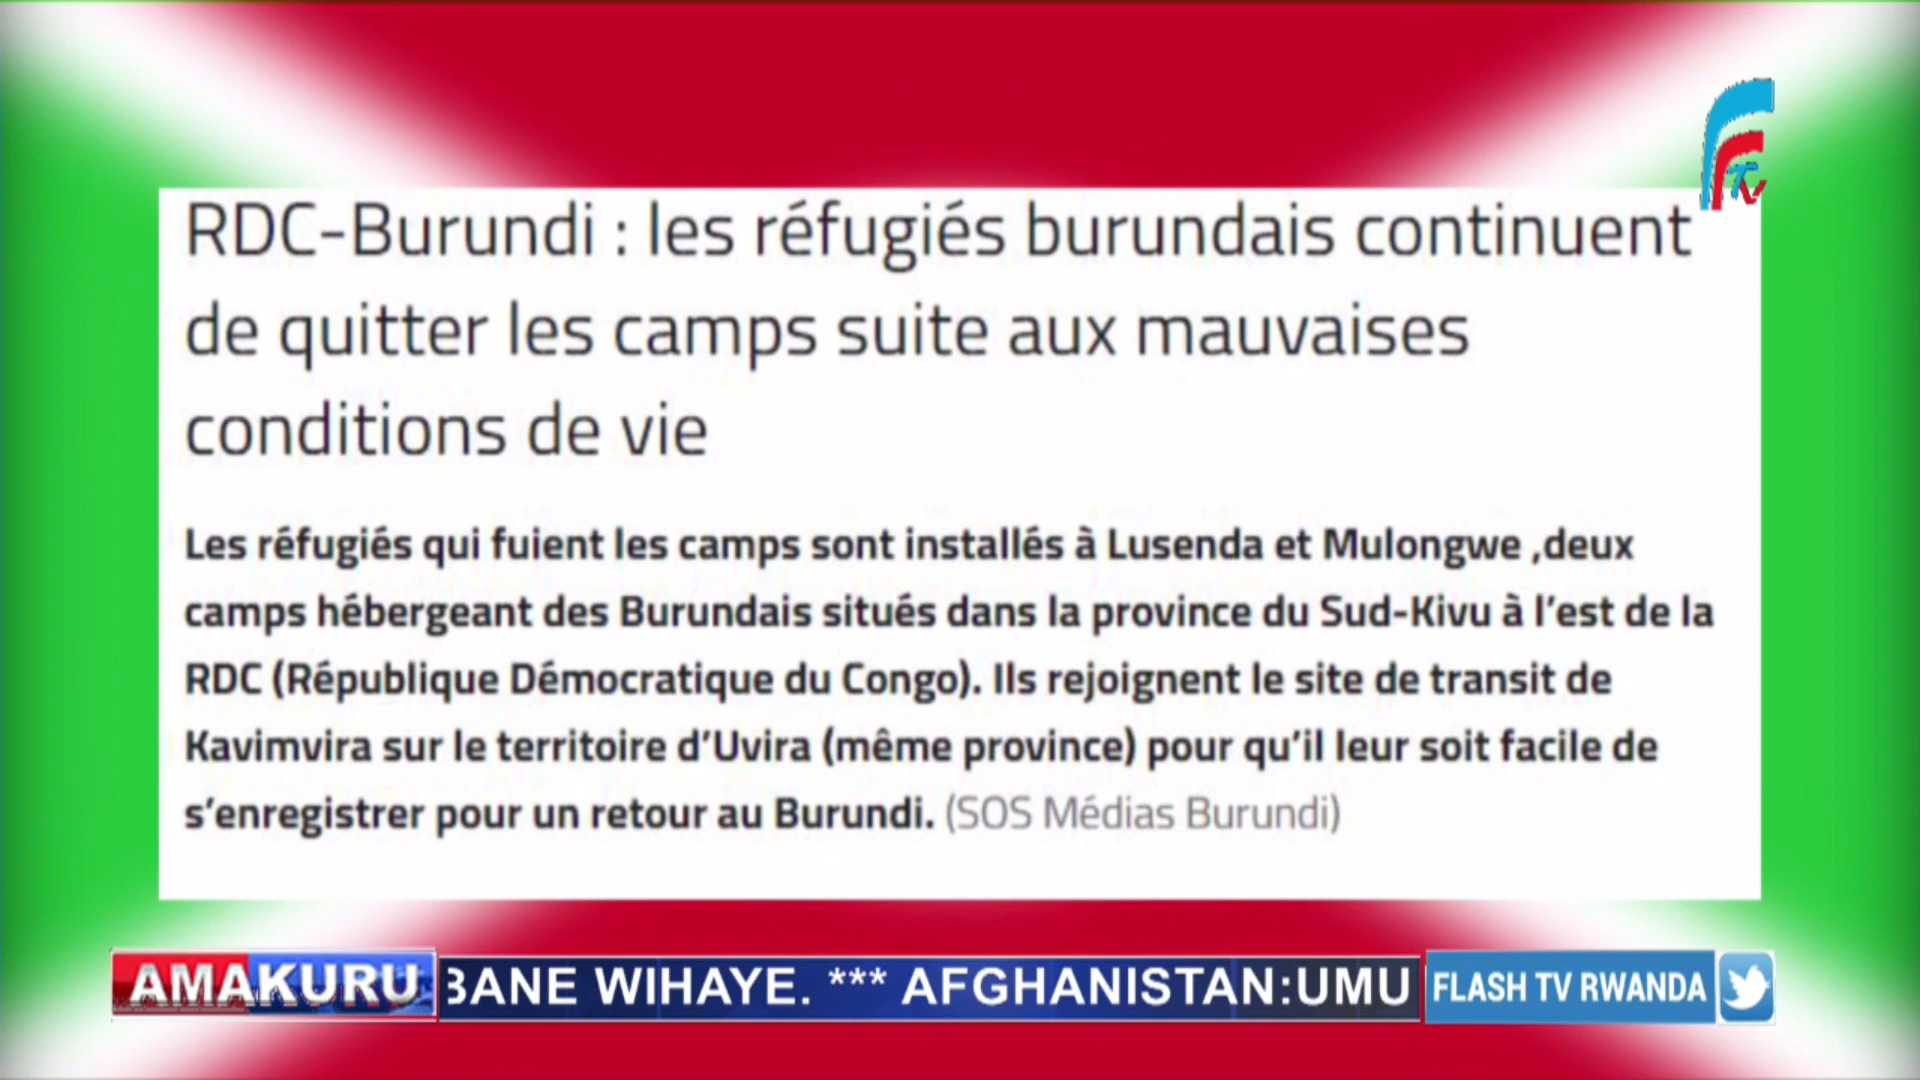 RDC-Burundi : les réfugiés burundais continuent
de quitter les camps suite aux mauvaises
conditions de vie
Les réfugiés qui fuient les camps sont installés à Lusenda et Mulongwe ,deux
camps hébergeant des Burundais situés dans la province du Sud-Kivu à l’est de la
RDC (République Démocratique du Congo). Ils rejoignent le site de transit de
Kavimvira sur le territoire d’Uvira (même province) pour qu’il leur soit facile de
s’enregistrer pour un retour au Burundi. (SOS Médias Burundi)
TV
AMAKURU
BANE WIHAYE. *** AFGHANISTAN:UMU
FLASH TV RWANDA